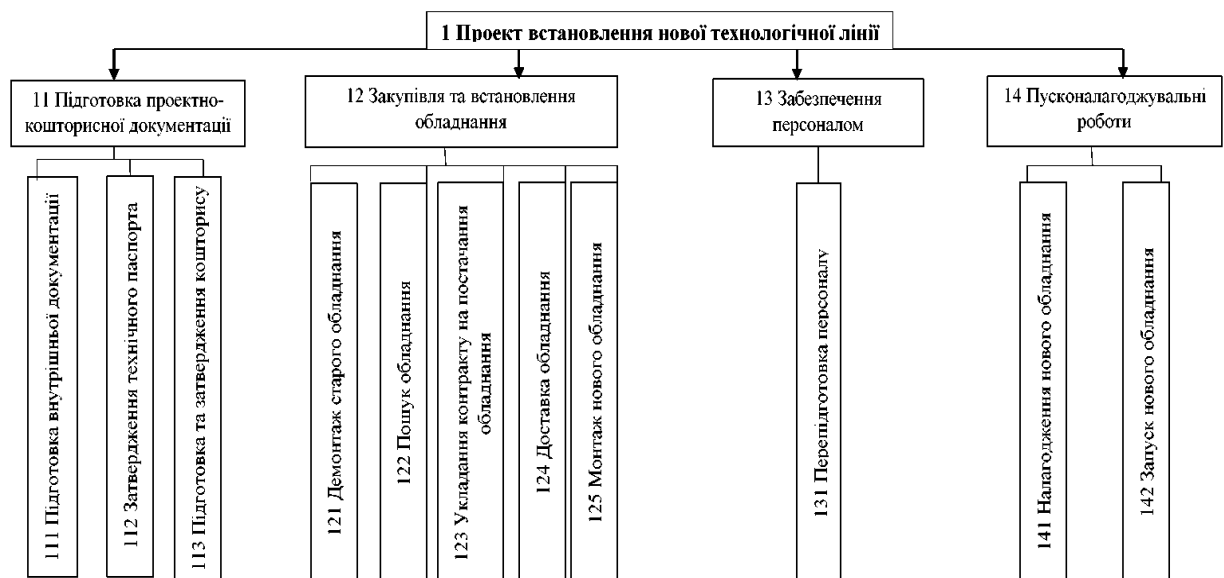 1 Проект встановлення нової технологічної лінії
11 Підготовка проектно-
кошторисної документації
12 Закупівля та встановлення
обладнання
13 Забезпечення
персоналом
14 Пусконалагоджувальні
роботи
111 Підготовка внутрішньої документації
112 Затвердження технічного паспорта
113 Підготовка та затвердження кошторису
121 Демонтаж старого обладнання
122 Пошук обладнання
123 Укладання контракту на постачання
обладнання
124 Доставка обладнання
125 Монтаж нового обладнання
131 Перепідготовка персоналу
141 Налагодження нового обладнання
142 Запуск нового обладнання